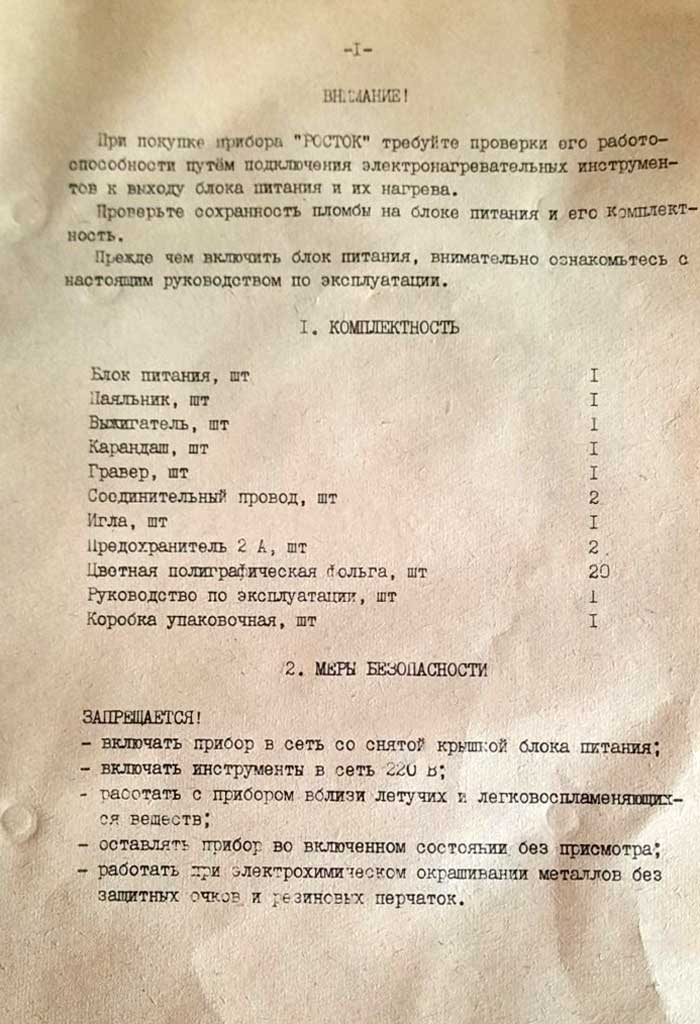 -I-
ВНИМАНИЕ!
При покупке прибора "РОСТОК" требуйте проверки его работо-
способности путём подключения электронагревательных инструмен-
тов к выходу блока питания и их нагрева.
Проверьте сохранность пломбы на блоке питания и его комплект-
ность.
Прежде чем включить блок питания, внимательно ознакомьтесь с
настоящим руководством по эксплуатации.
I. КОМПЛЕКТНОСТЬ
Блок питания, шт I
Паяльник, шт I
Выжигатель, шт I
Карандаш, шт I
Гравер, шт I
Соединительный провод, шт 2
Игла, шт I
Предохранитель 2 А, шт 2
Цветная полиграфическая фольга, шт 20
Руководство по эксплуатации, шт 1
Коробка упаковочная, шт I
2. МЕРЫ БЕЗОПАСНОСТИ
ЗАПРЕЩАЕТСЯ!
- включать прибор в сеть со снятой крышкой блока питания;
- включать инструменты в сеть 220 В;
- работать с прибором вблизи летучих и легковоспламеняющих-
ся веществ;
- оставлять прибор во включенном состоянии без присмотра;
- работать при электрохимическом окрашивании металлов без
защитных очков и резиновых перчаток.